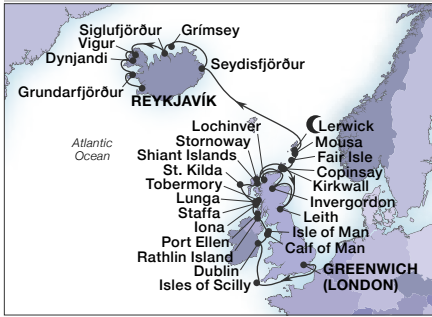 Siglufjörður
Grímsey
Vigur
Dynjandi
Seydisfjörður
Grundarfjörður
REYKJAVÍK
Atlantic
Ocean
Lochinver
Lerwick
Stornoway
Mousa
Shiant Islands
Fair Isle
St. Kilda
Copinsay
Tobermory
Kirkwall
Lunga
Invergordon
Staffa
Leith
Iona
Isle of Man
Port Ellen
Calf of Man
Rathlin Island
Dublin
GREENWICH
(LONDON)
Isles of Scilly